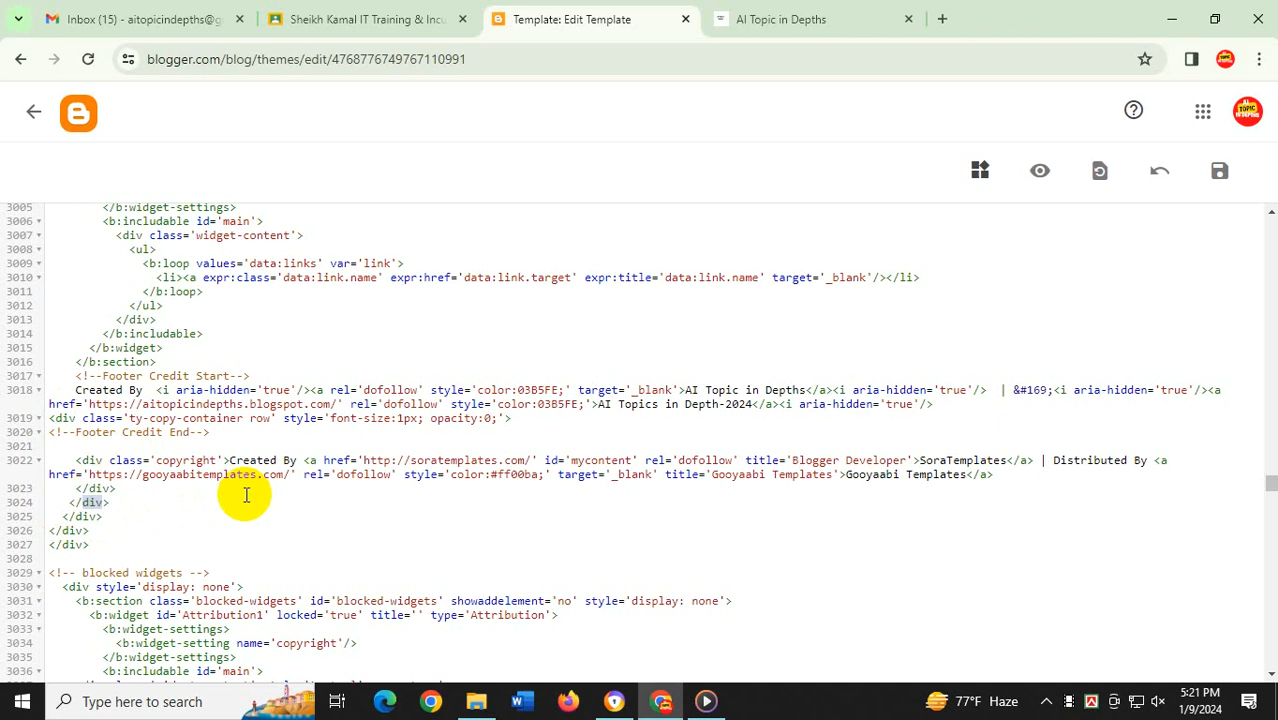 Inbox (15) - aitopicindepths@g
Sheikh Kamal IT Training & Incu
Template: Edit Template
AI Topic in Depths
blogger.com/blog/themes/edit/4768776749767110991
3005 </b:widget-settings>
3006 <b:includable id='main'>
3007 <div class='widget-content'>
3008 <ul>
3009 <b:loop values='data:links' var='link'>
3010 <li><a expr:class='data:link.name' expr:href='data:link.target' expr:title='data:link.name' target='_blank'/></li>
3011 </b:loop>
3012 </ul>
3013 </div>
3014 </b:includable>
3015 </b:widget>
3016 </b:section>
3017 <!--Footer Credit Start-->
3018 Created By <i aria-hidden='true'/><a rel='dofollow' style='color:03B5FE;' target='_blank'>AI Topic in Depths</a><i aria-hidden='true'/> | &#169;<i aria-hidden='true'/><a
href='https://aitopicindepths.blogspot.com/' rel='dofollow' style='color:03B5FE;'>AI Topics in Depth-2024</a><i aria-hidden='true'/>
3019 <div class='ty-copy-container row' style='font-size:1px; opacity:0;'>
3020 <!--Footer Credit End-->
3021
3022 <div class='copyright'>Created By <a href='http://soratemplates.com/' id='mycontent' rel='dofollow' title='Blogger Developer'>SoraTemplates</a> | Distributed By <a
href='https://gooyaabitemplates.com/' rel='dofollow' style='color:#ff00ba;' target='_blank' title='Gooyaabi Templates'>Gooyaabi Templates</a>
3023 </div>
3024 </div>
3025 </div>
3026 </div>
3027 </div>
3028
3029 <!-- blocked widgets -->
3030 <div style='display: none'>
3031 <b:section class='blocked-widgets' id='blocked-widgets' showaddelement='no' style='display: none'>
3032 <b:widget id='Attribution1' locked='true' title='' type='Attribution'>
3033 <b:widget-settings>
3034 <b:widget-setting name='copyright'/>
3035 </b:widget-settings>
3036 <b:includable id='main'>
Type here to search
77°F Haze
5:21 PM
1/9/2024